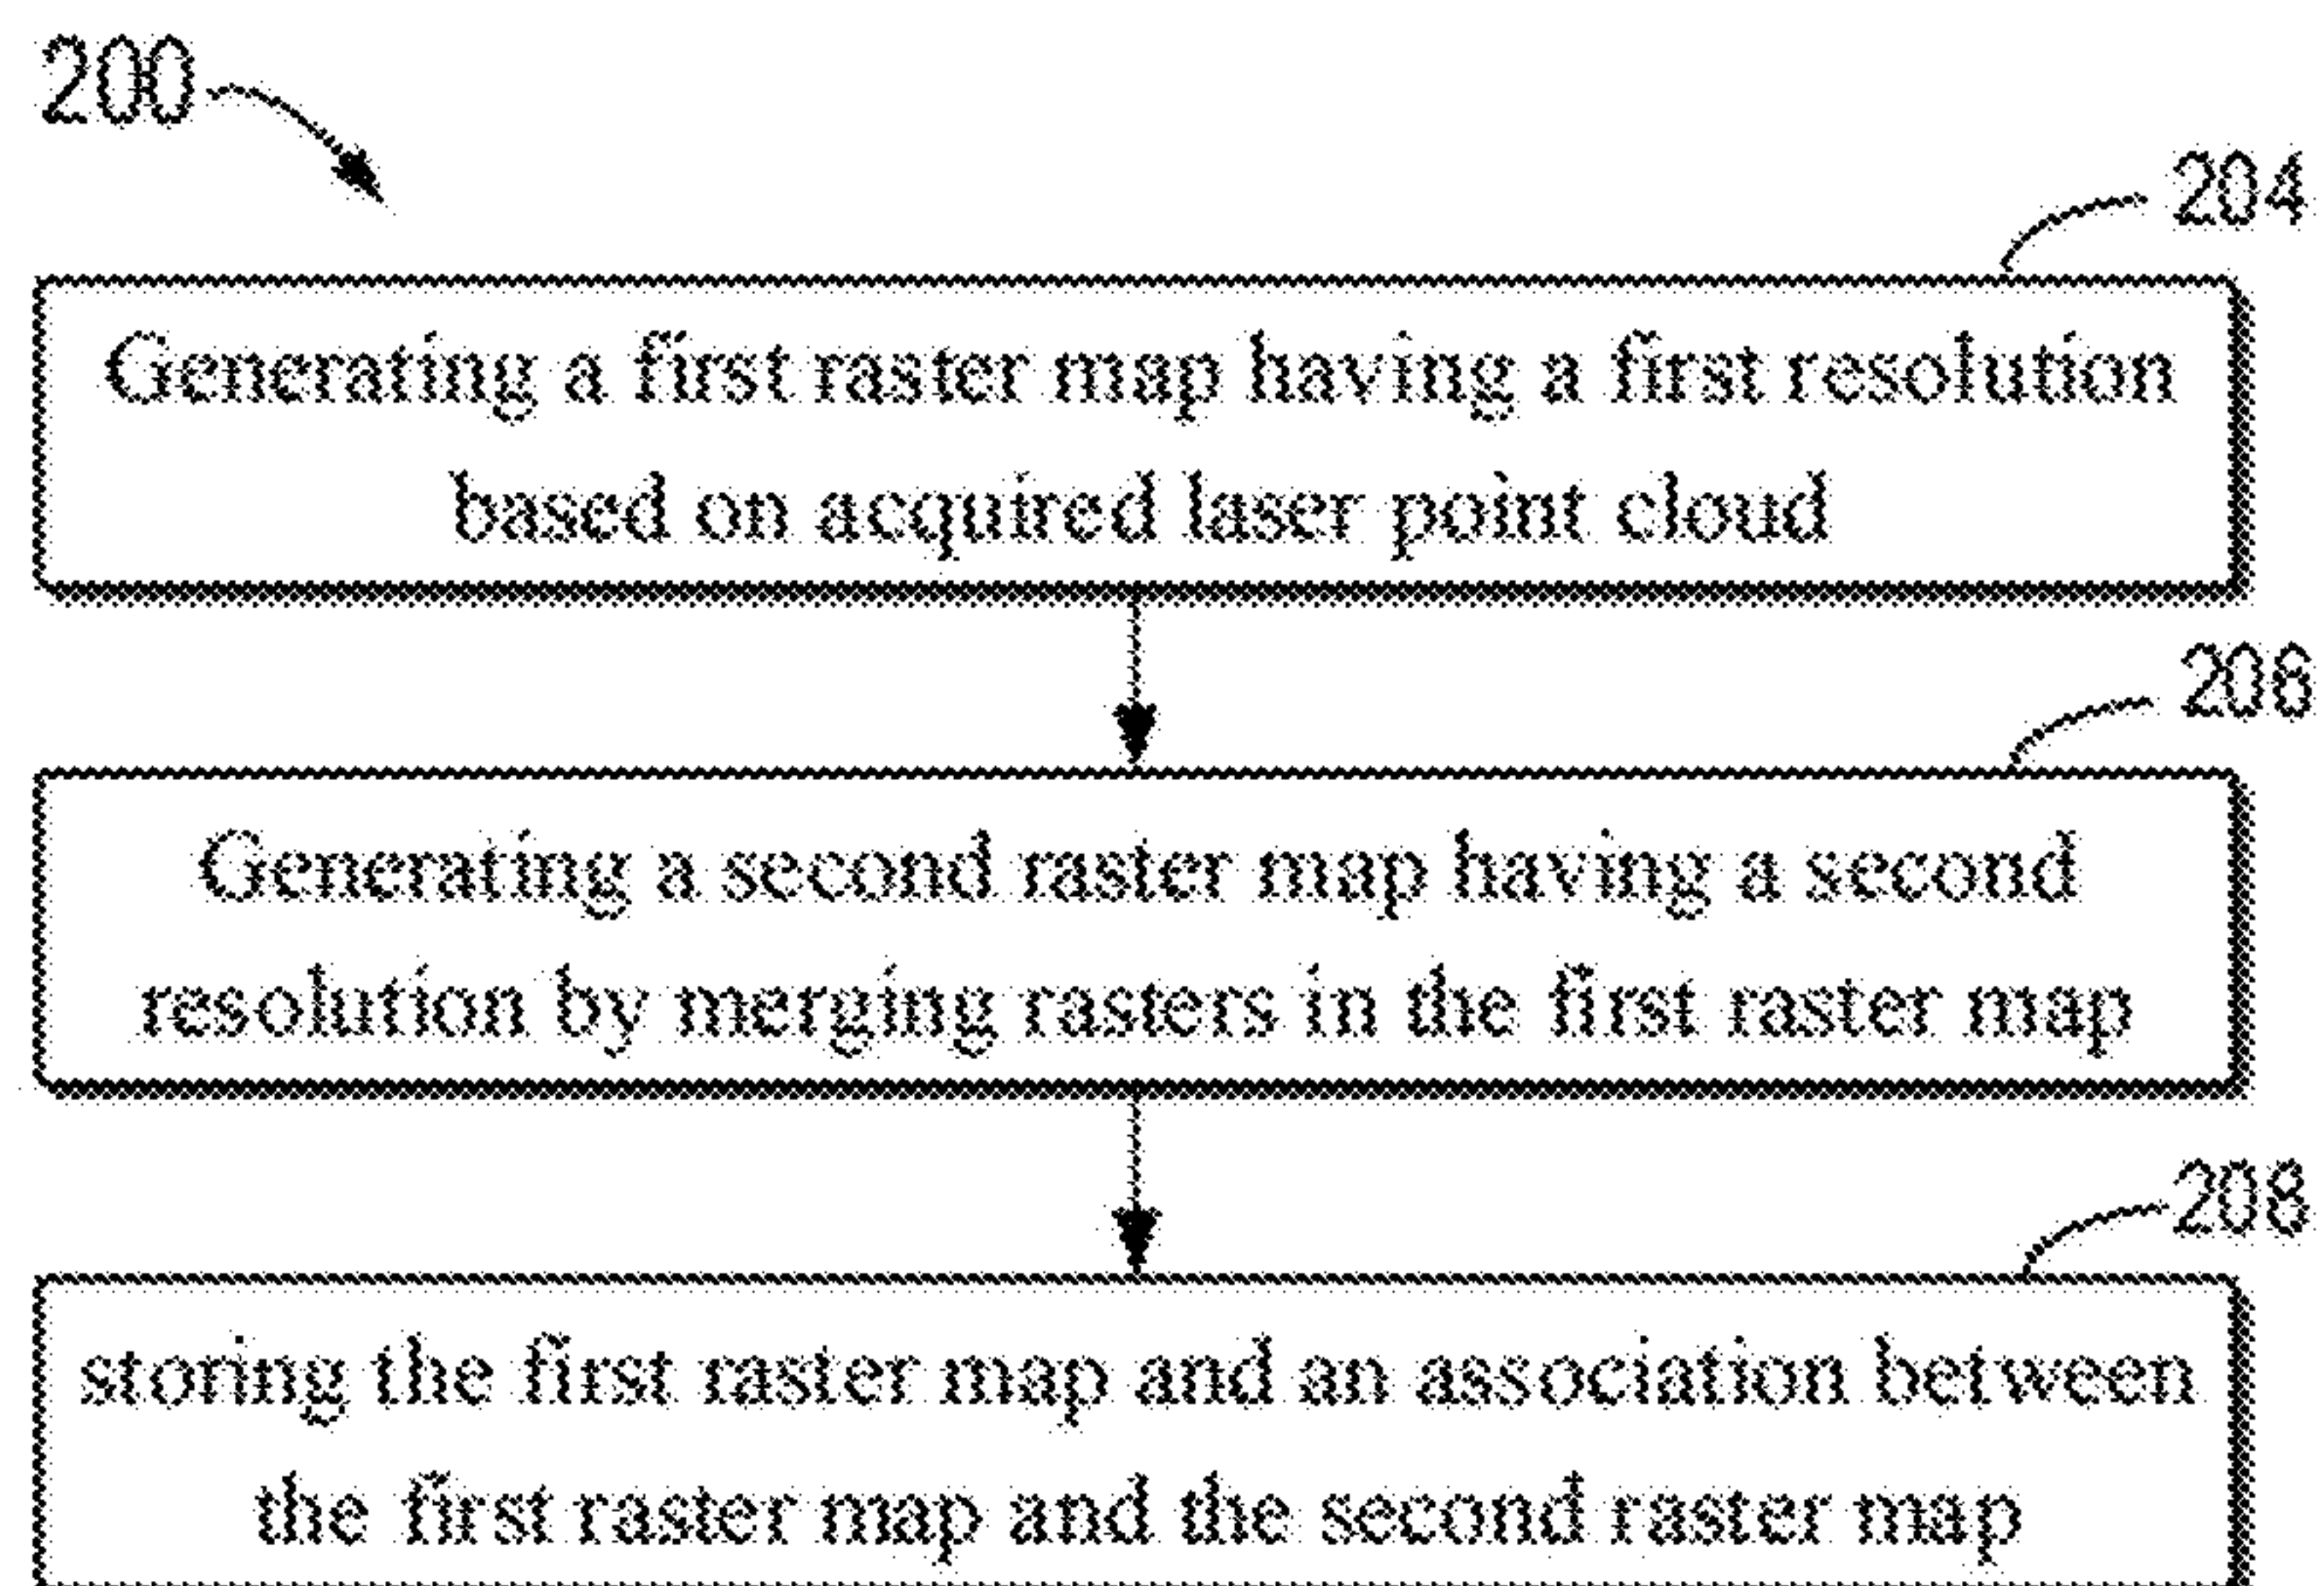 200
204
Generating a first raster map having a first resolution
based on acquired laser point cloud
206
Generating a second raster map having a second
resolution by merging rasters in the first raster map
208
storing the first raster map and an association between
the first raster map and the second raster map